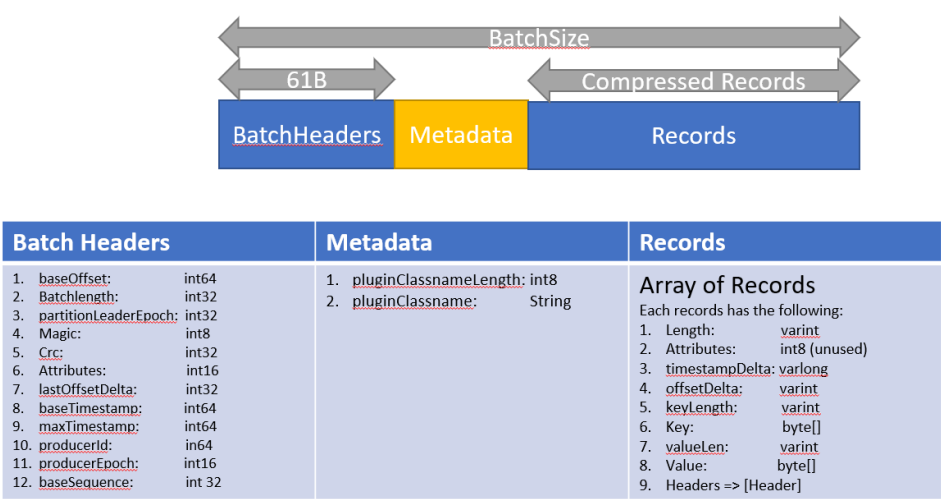 BatchSize
61B
Compressed Records
BatchHeaders
Metadata
Records
Batch Headers
1. baseOffset: int64
2. Batchlength: int32
3. partitionLeaderEpoch: int32
4. Magic: int8
5. Crc: int32
6. Attributes: int16
7. lastOffsetDelta: int32
8. baseTimestamp: int64
9. maxTimestamp: int64
10. producerId: in64
11. producerEpoch: int16
12. baseSequence: int 32
Metadata
1. pluginClassnameLength: int8
2. pluginClassname: String
Records
Array of Records
Each records has the following:
1. Length: varint
2. Attributes: int8 (unused)
3. timestampDelta: varlong
4. offsetDelta: varint
5. keyLength: varint
6. Key: byte[]
7. valueLen: varint
8. Value: byte[]
9. Headers => [Header]